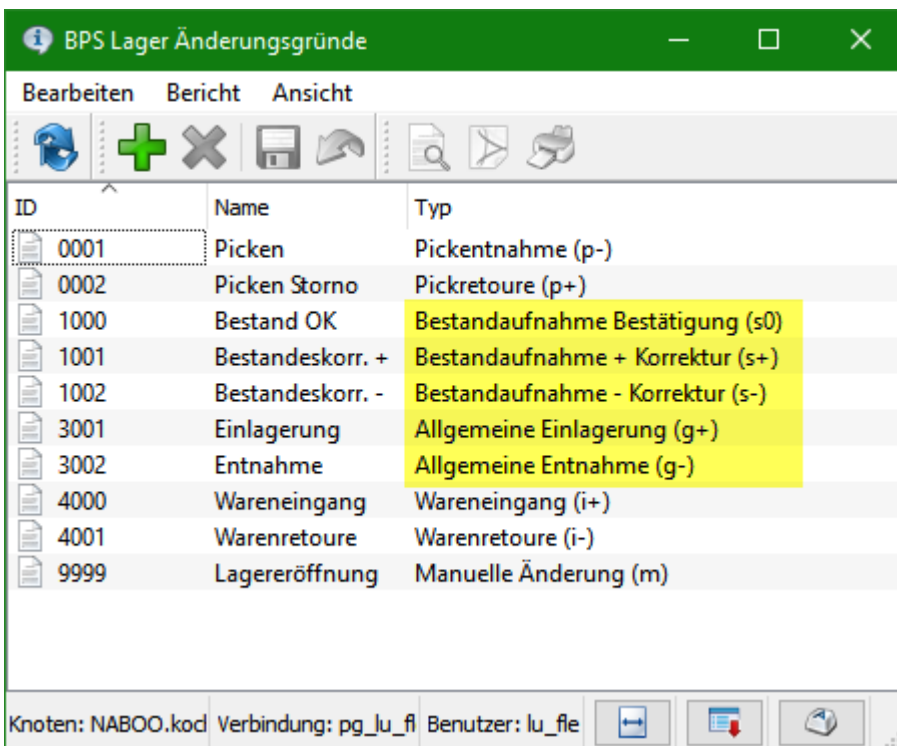 BPS Lager Änderungsgründe
Bearbeiten Bericht Ansicht
ID Name Typ
0001 Picken Pickentnahme (p-)
0002 Picken Storno Pickretoure (p+)
1000 Bestand OK Bestandaufnahme Bestätigung (s0)
1001 Bestandeskorr. + Bestandaufnahme + Korrektur (s+)
1002 Bestandeskorr. - Bestandaufnahme - Korrektur (s-)
3001 Einlagerung Allgemeine Einlagerung (g+)
3002 Entnahme Allgemeine Entnahme (g-)
4000 Wareneingang Wareneingang (i+)
4001 Warenretoure Warenretoure (i-)
9999 Lagereröffnung Manuelle Änderung (m)
Knoten: NABOO.kod Verbindung: pg_lu_fl Benutzer: lu_fle